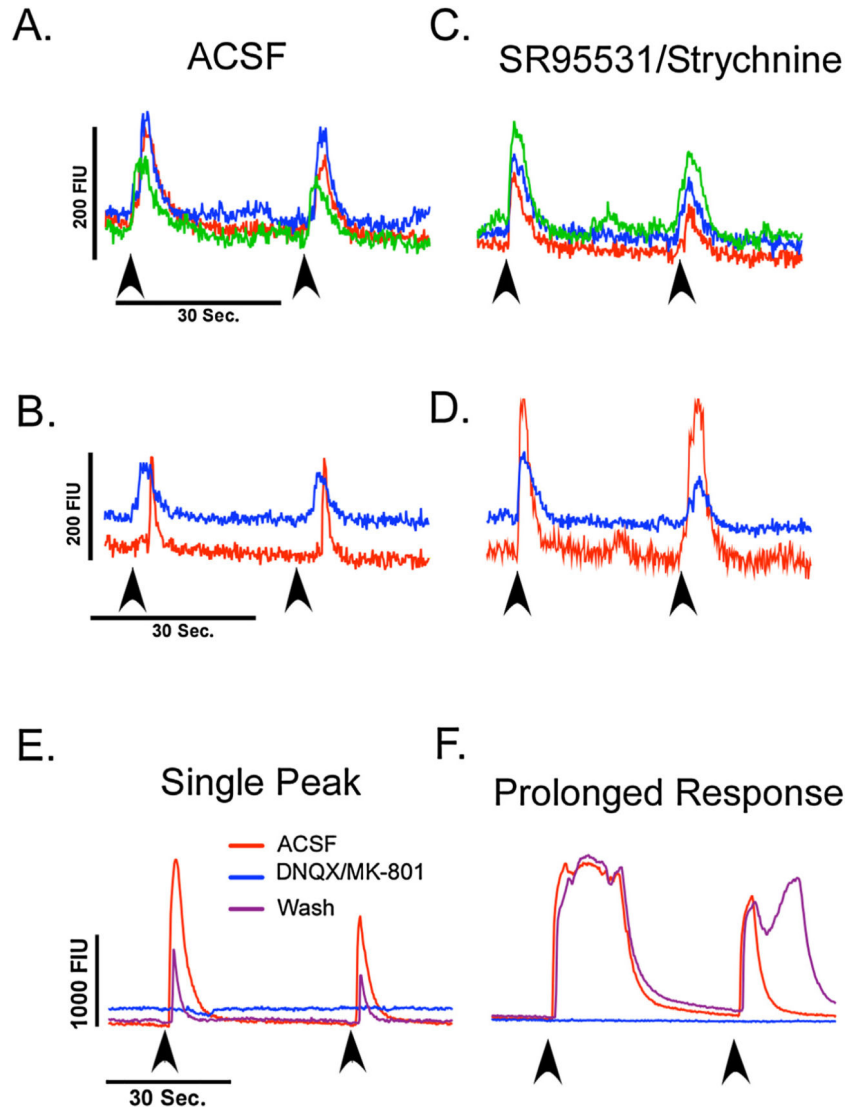 A.
ACSF
C.
SR95531/Strychnine
200 FIU
30 Sec.
B.
D.
200 FIU
30 Sec.
E.
Single Peak
F.
Prolonged Response
ACSF
DNQX/MK-801
Wash
1000 FIU
30 Sec.